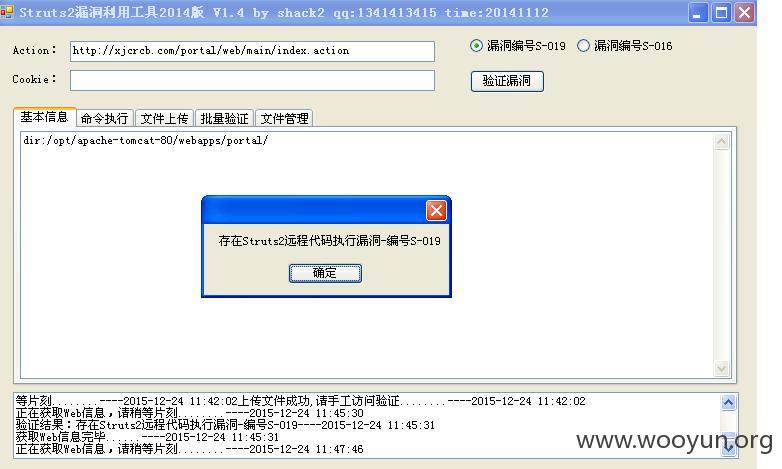 Struts2漏洞利用工具2014版 V1.4 by shack2 qq:1341413415 time:20141112
Action： http://xjcrcb.com/portal/web/main/index.action 漏洞编号S-019 漏洞编号S-016
Cookie： 验证漏洞
基本信息 命令执行 文件上传 批量验证 文件管理
dir:/opt/apache-tomcat-80/webapps/portal/
存在Struts2远程代码执行漏洞-编号S-019
确定
等片刻........----2015-12-24 11:42:02上传文件成功,请手工访问验证........----2015-12-24 11:42:02
正在获取Web信息，请稍等片刻........----2015-12-24 11:45:30
验证结果：存在Struts2远程代码执行漏洞-编号S-019----2015-12-24 11:45:31
获取Web信息完毕......----2015-12-24 11:45:31
正在获取Web信息，请稍等片刻........----2015-12-24 11:47:46
www.wooyun.org